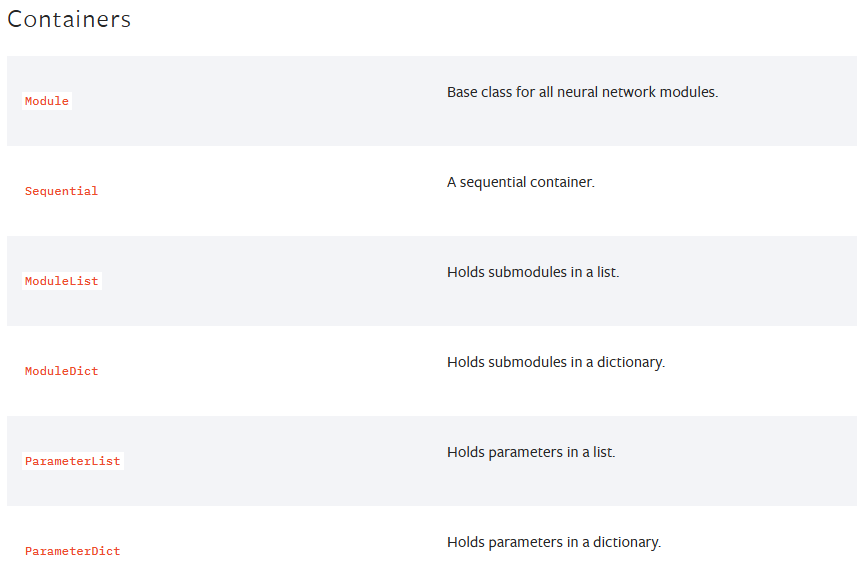 Containers
Module
Base class for all neural network modules.
Sequential
A sequential container.
ModuleList
Holds submodules in a list.
ModuleDict
Holds submodules in a dictionary.
ParameterList
Holds parameters in a list.
ParameterDict
Holds parameters in a dictionary.